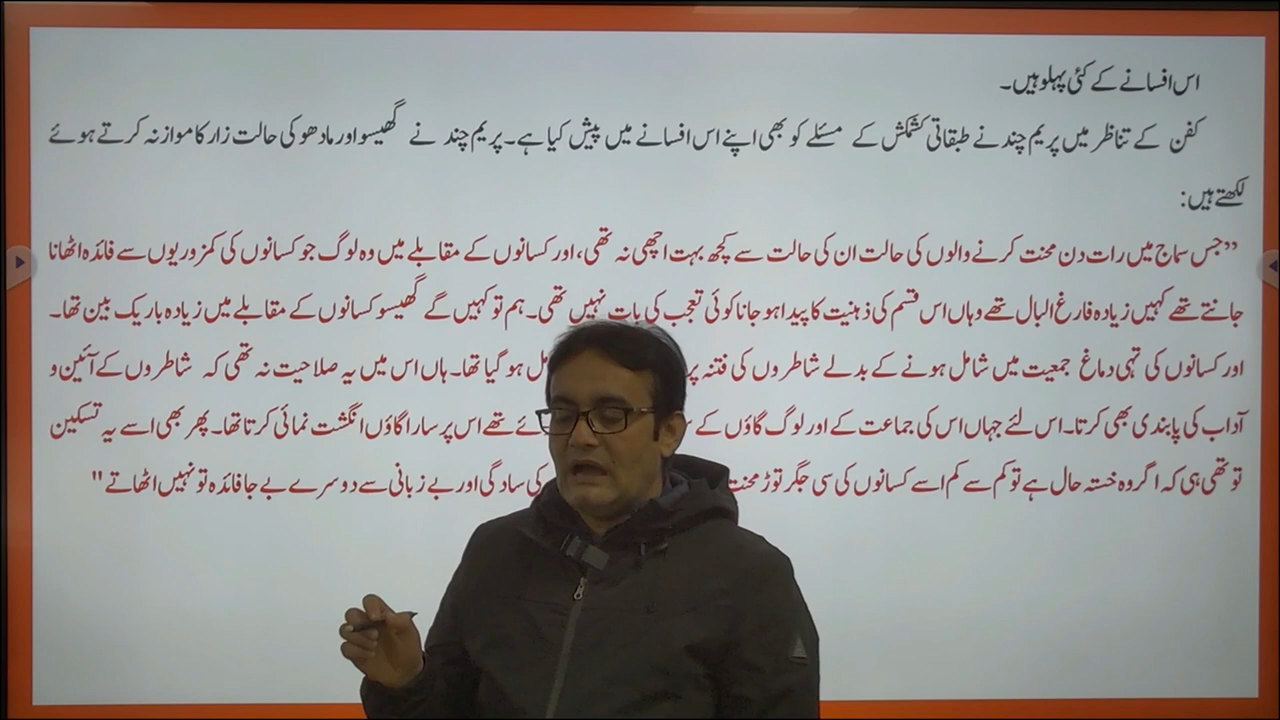 اس افسانے کے کئی پہلو ہیں۔
کفن کے تناظر میں پریم چند نے طبقاتی کشمکش کے مسئلے کو بھی اپنے اس افسانے میں پیش کیا ہے۔ پریم چند نے گھیسو اور مادھو کی حالت زار کا موازنہ کرتے ہوئے
لکھتے ہیں:
”جس سماج میں رات دن محنت کرنے والوں کی حالت ان کی حالت سے کچھ بہت اچھی نہ تھی، اور کسانوں کے مقابلے میں وہ لوگ جو کسانوں کی کمزوریوں سے فائدہ اٹھانا
جانتے تھے کہیں زیادہ فارغ البال تھے وہاں اس قسم کی ذہنیت کا پیدا ہو جانا کوئی تعجب کی بات نہیں تھی۔ ہم تو کہیں گے گھیسو کسانوں کے مقابلے میں زیادہ باریک بین تھا۔
اور کسانوں کی تہی دماغ جمعیت میں شامل ہونے کے بدلے شاطروں کی فتنہ ہو گیا تھا۔ ہاں اس میں یہ صلاحیت نہ تھی کہ شاطروں کے آئین و
آداب کی پابندی بھی کرتا۔ اس لئے جہاں اس کی جماعت کے اور لوگ گاؤں کے تھے اس پر سارا گاؤں انگشت نمائی کرتا تھا۔ پھر بھی اسے یہ تسکین
تو تھی ہی کہ اگر وہ خستہ حال ہے تو کم سے کم اسے کسانوں کی سی جگر توڑ محنت کی سادگی اور بے زبانی سے دوسرے بے جا فائدہ تو نہیں اٹھاتے"